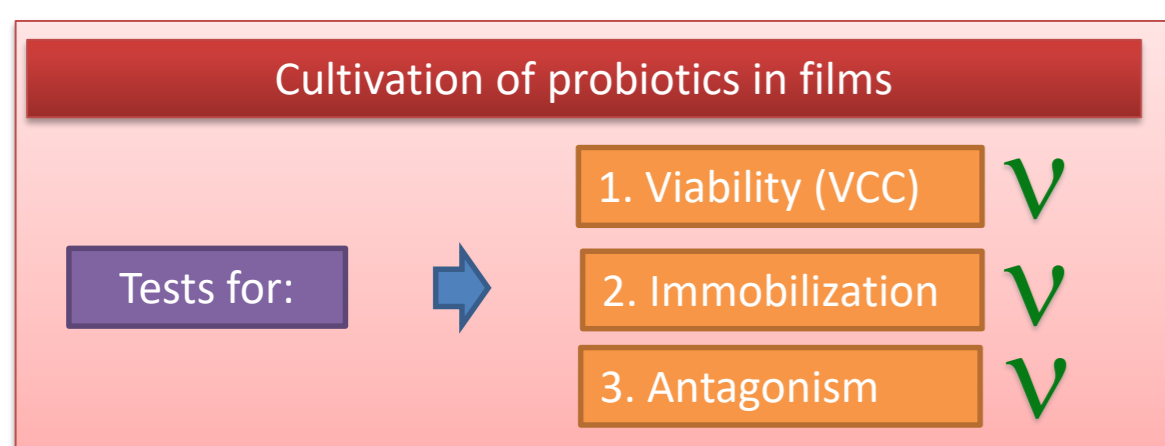 Cultivation of probiotics in films
1. Viability (VCC) ν
Tests for:
2. Immobilization ν
3. Antagonism ν